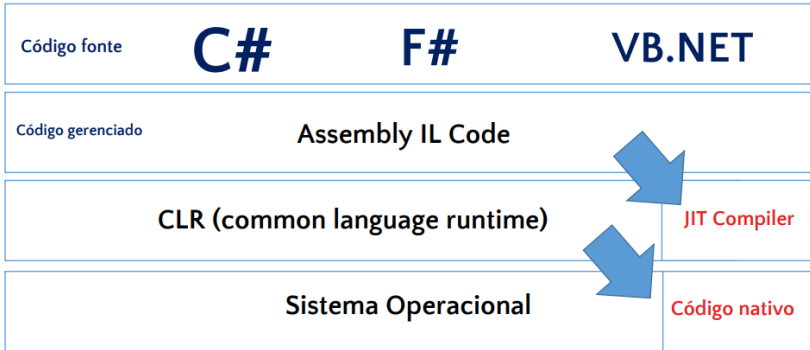 Código fonte C# F# VB.NET
Código gerenciado Assembly IL Code
CLR (common language runtime) JIT Compiler
Sistema Operacional Código nativo